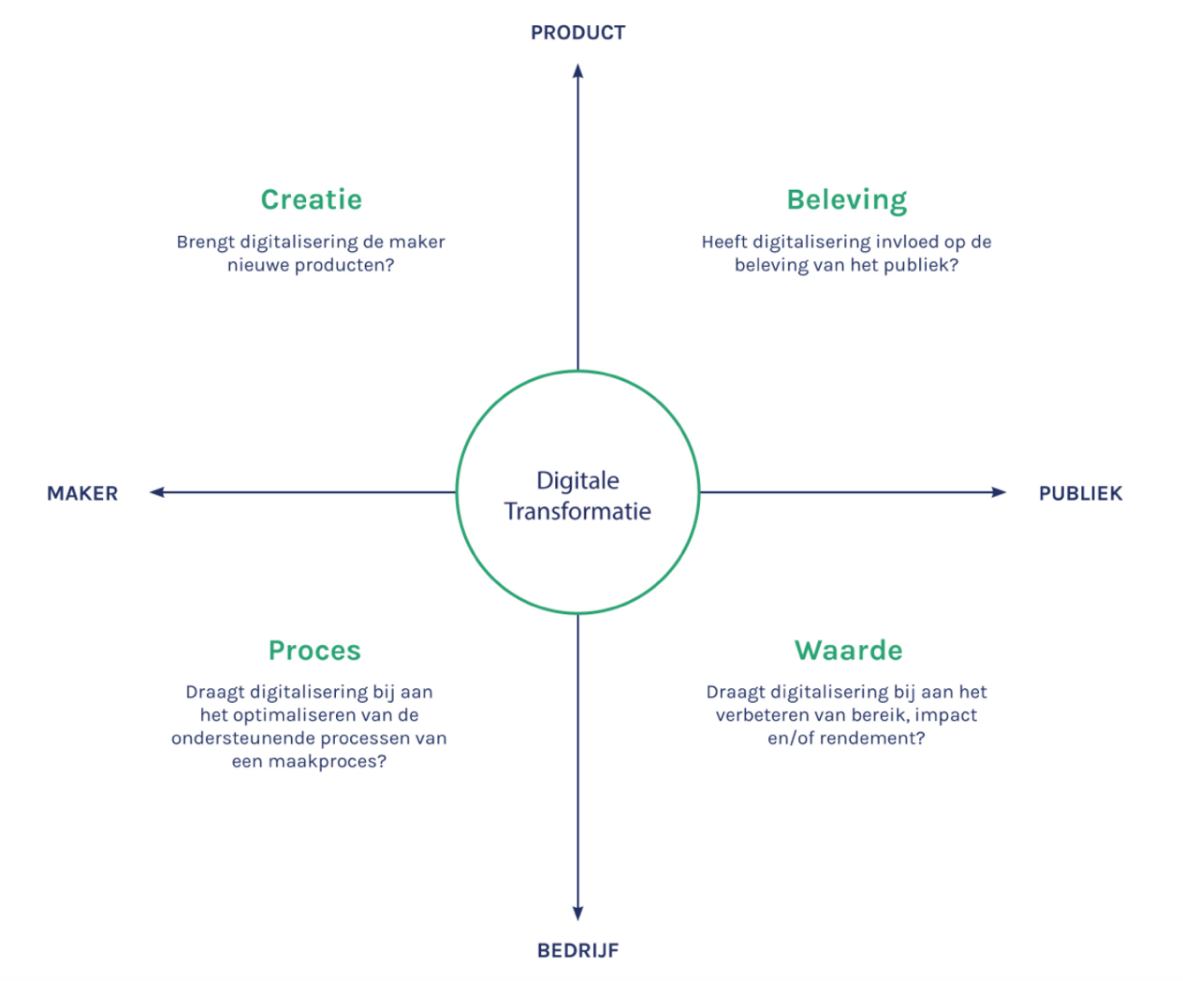 PRODUCT
Creatie
Brengt digitalisering de maker
nieuwe producten?
Beleving
Heeft digitalisering invloed op de
beleving van het publiek?
MAKER
Digitale
Transformatie
PUBLIEK
Proces
Draagt digitalisering bij aan
het optimaliseren van de
ondersteunende processen van
een maakproces?
Waarde
Draagt digitalisering bij aan het
verbeteren van bereik, impact
en/of rendement?
BEDRIJF